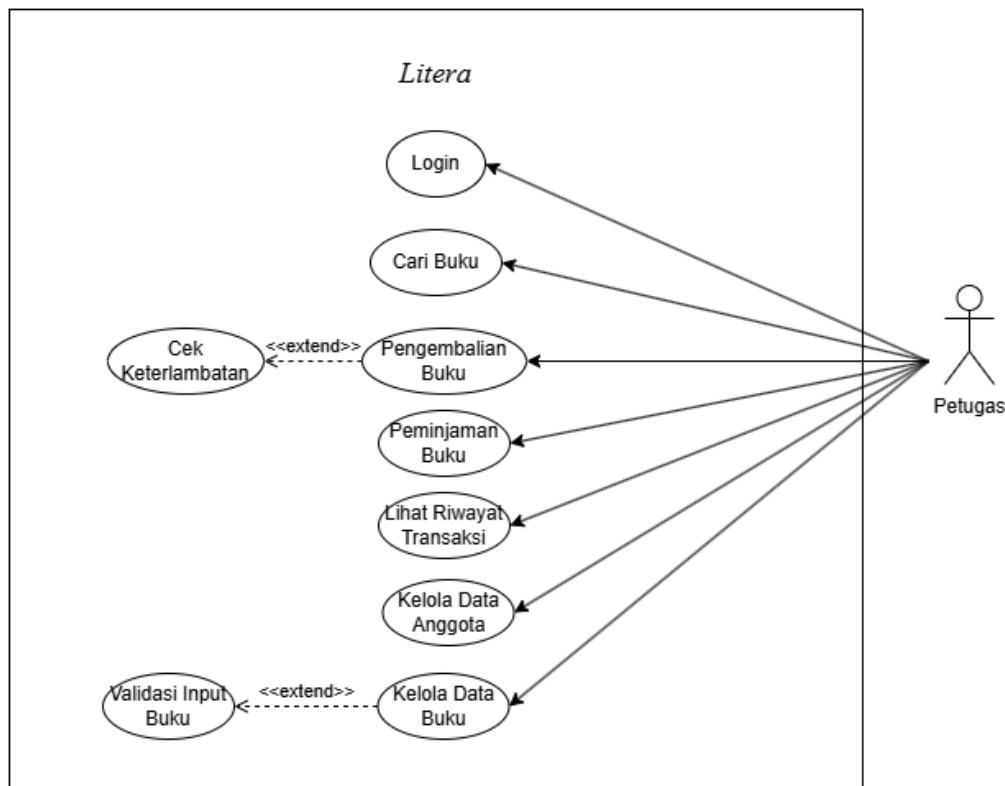 Litera
Login
Cari Buku
Cek
Keterlambatan
<<extend>>
Pengembalian
Buku
Petugas
Peminjaman
Buku
Lihat Riwayat
Transaksi
Kelola Data
Anggota
Validasi Input
Buku
<<extend>>
Kelola Data
Buku